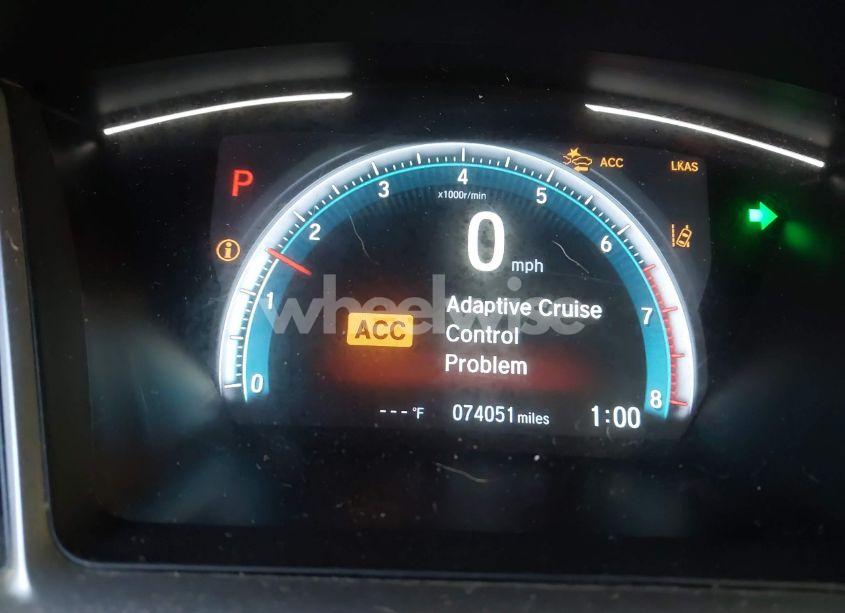 ACC LKAS
P
x1000r/min
0 1 2 3 4 5 6 7 8
0 mph
i
wheelwise
ACC
Adaptive Cruise
Control
Problem
---°F 074051 miles 1:00